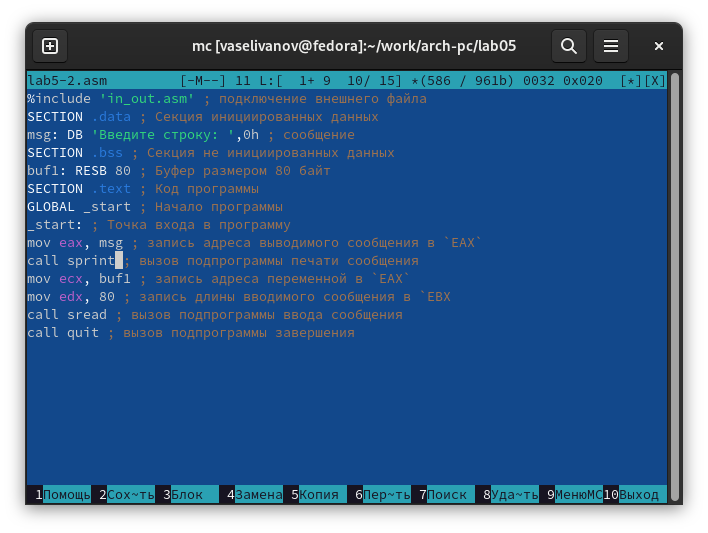 mc [vaselivanov@fedora]:~/work/arch-pc/lab05
lab5-2.asm [-M--] 11 L:[ 1+ 9 10/ 15] *(586 / 961b) 0032 0x020 [*][X]
%include 'in_out.asm' ; подключение внешнего файла
SECTION .data ; Секция инициированных данных
msg: DB 'Введите строку: ',0h ; сообщение
SECTION .bss ; Секция не инициированных данных
buf1: RESB 80 ; Буфер размером 80 байт
SECTION .text ; Код программы
GLOBAL _start ; Начало программы
_start: ; Точка входа в программу
mov eax, msg ; запись адреса выводимого сообщения в `EAX`
call sprint ; вызов подпрограммы печати сообщения
mov ecx, buf1 ; запись адреса переменной в `EAX`
mov edx, 80 ; запись длины вводимого сообщения в `EBX
call sread ; вызов подпрограммы ввода сообщения
call quit ; вызов подпрограммы завершения
1Помощь 2Сох~ть 3Блок 4Замена 5Копия 6Пер~ть 7Поиск 8Уда~ть 9МенюMC 10Выход